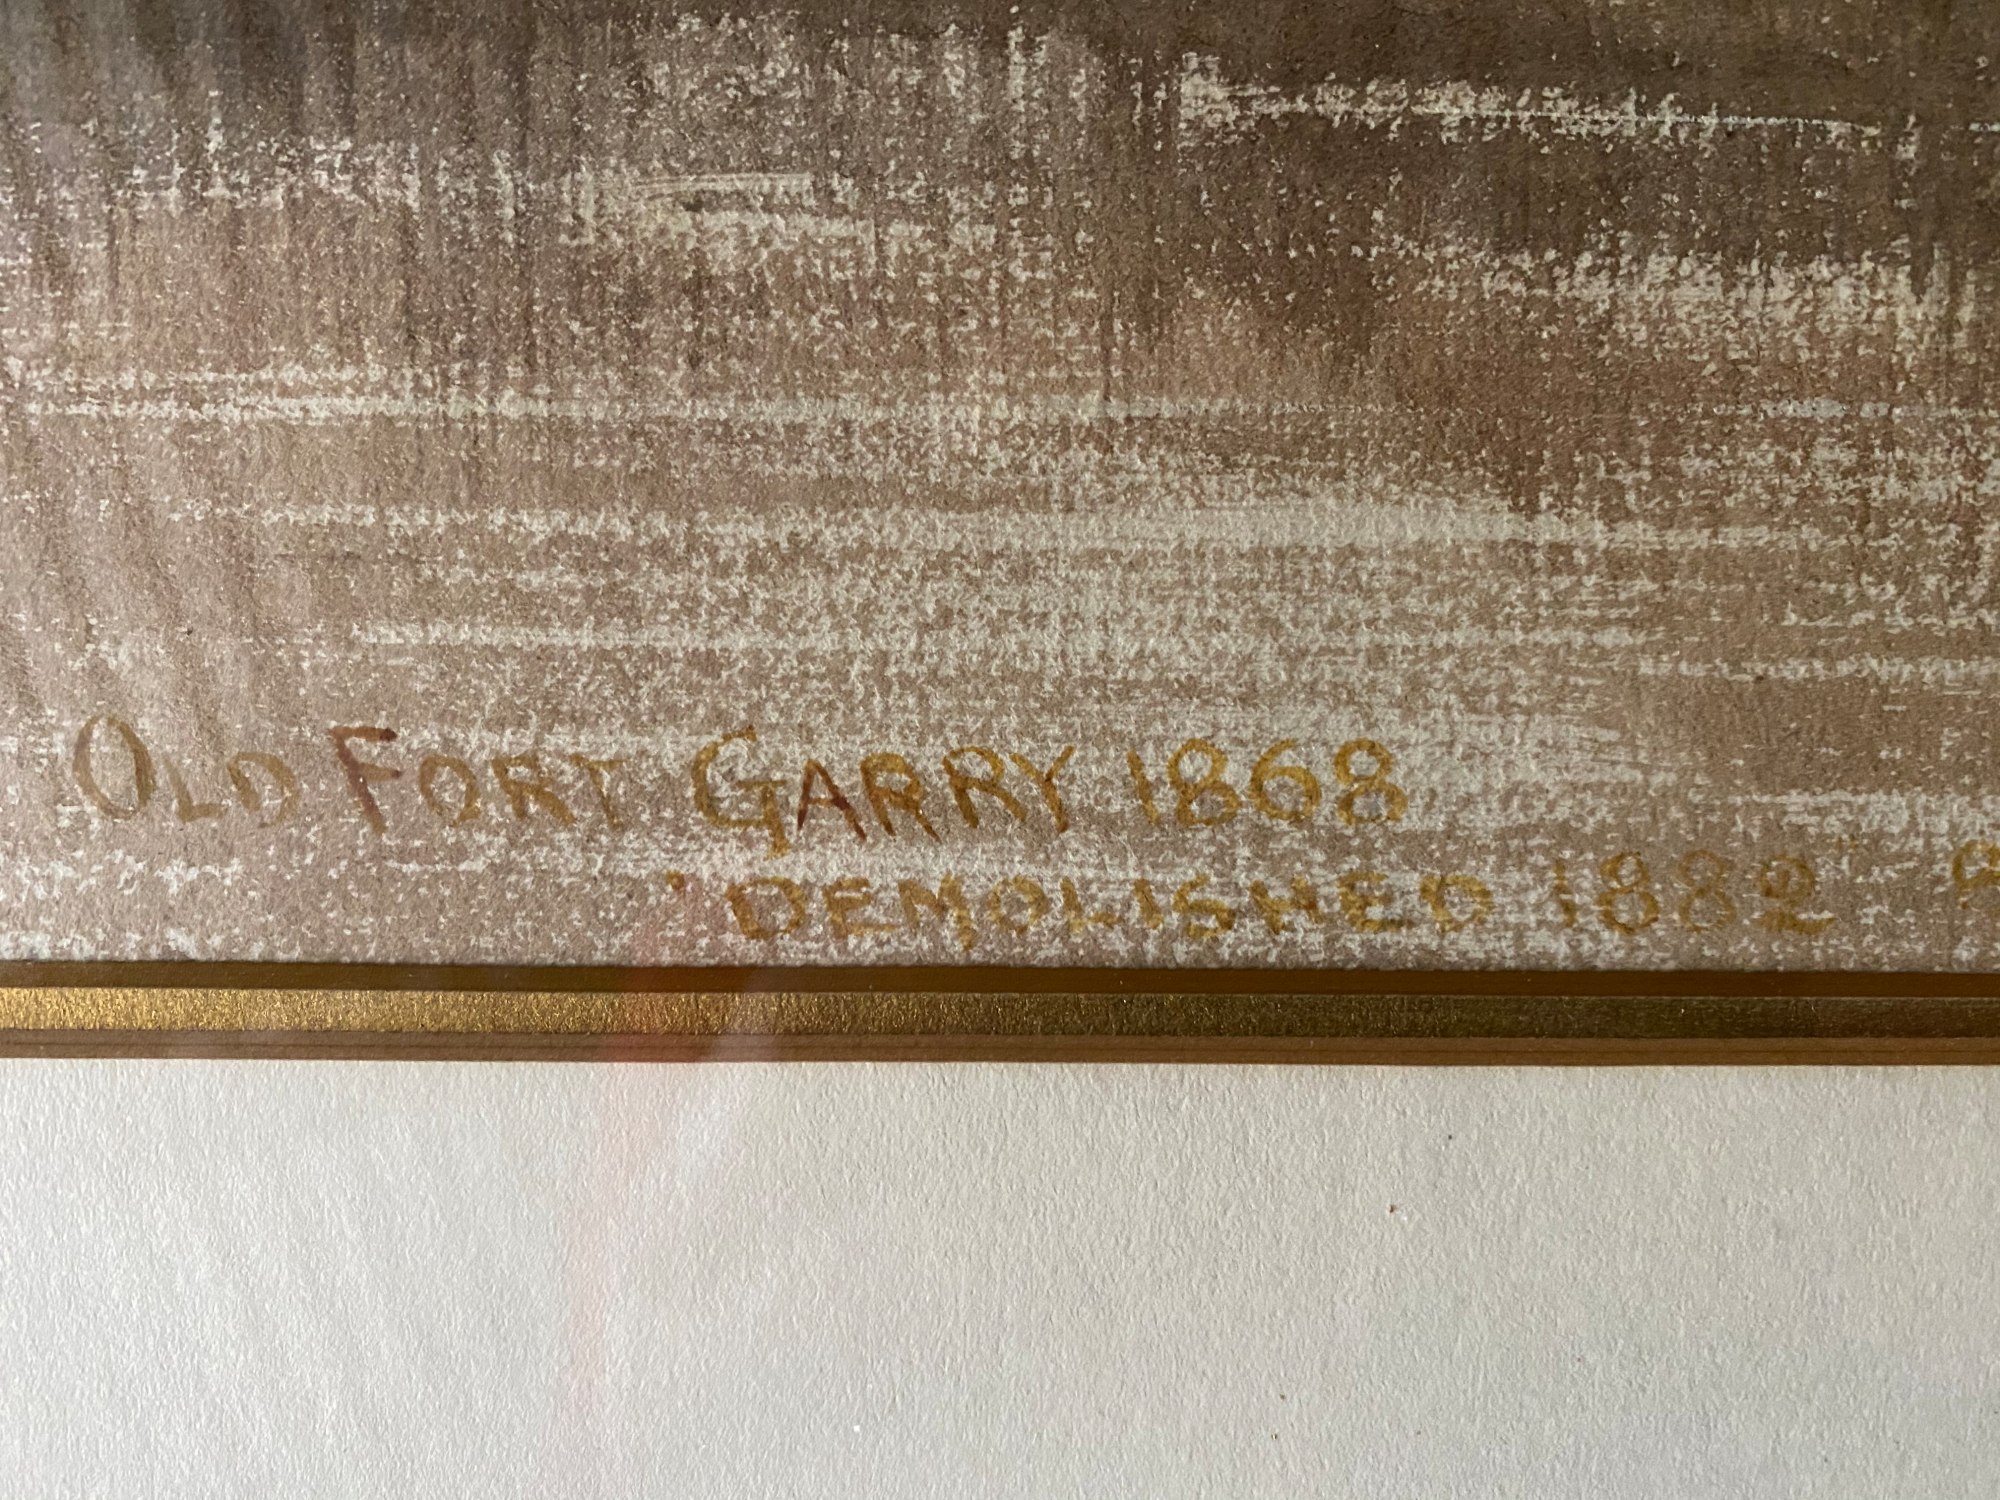 OLD FORT GARRY 1868
"DEMOLISHED 1882"